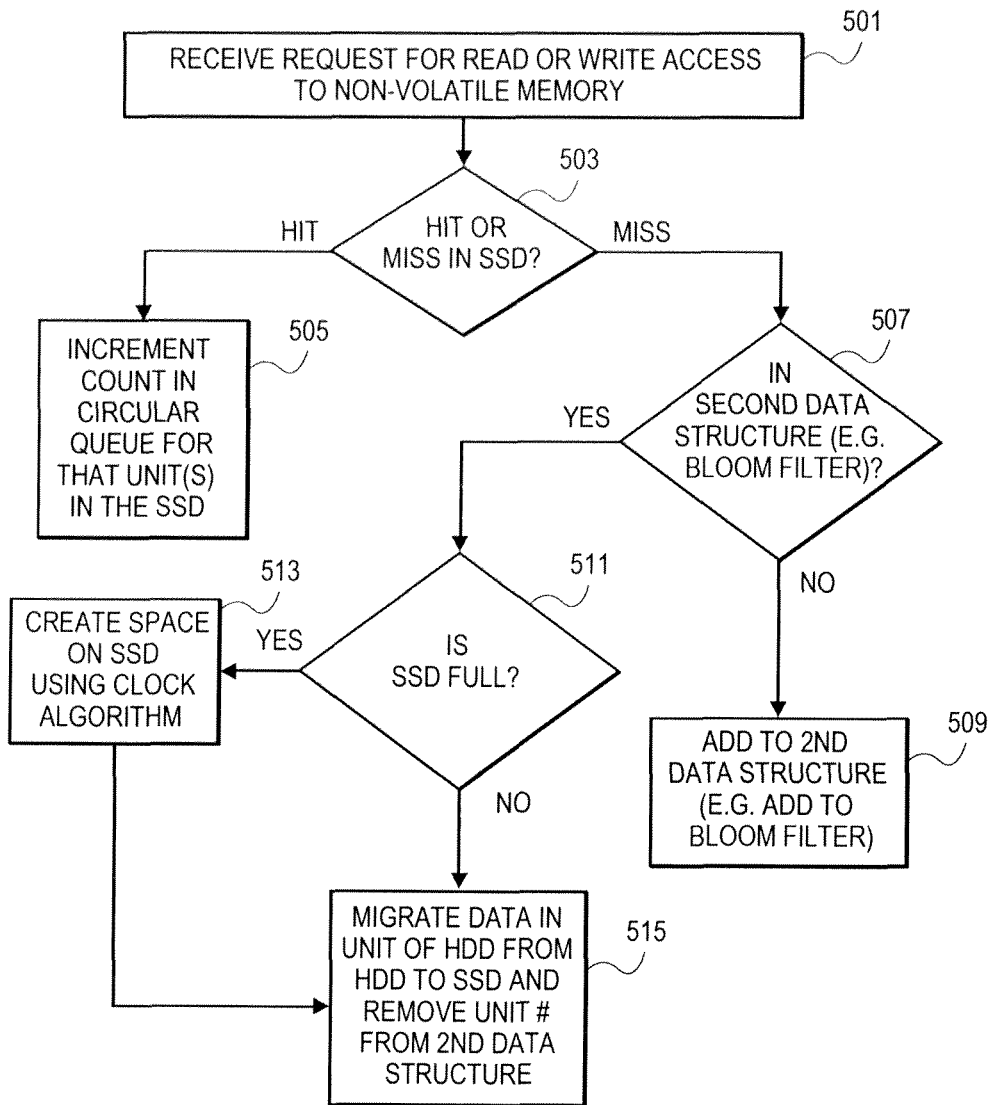 501
RECEIVE REQUEST FOR READ OR WRITE ACCESS
TO NON-VOLATILE MEMORY
503
HIT OR
MISS IN SSD?
HIT
MISS
505
INCREMENT
COUNT IN
CIRCULAR
QUEUE FOR
THAT UNIT(S)
IN THE SSD
507
IN
SECOND DATA
STRUCTURE (E.G.
BLOOM FILTER)?
YES
NO
511
IS
SSD FULL?
YES
NO
513
CREATE SPACE
ON SSD
USING CLOCK
ALGORITHM
509
ADD TO 2ND
DATA STRUCTURE
(E.G. ADD TO
BLOOM FILTER)
MIGRATE DATA IN
UNIT OF HDD FROM
HDD TO SSD AND
REMOVE UNIT #
FROM 2ND DATA
STRUCTURE
515